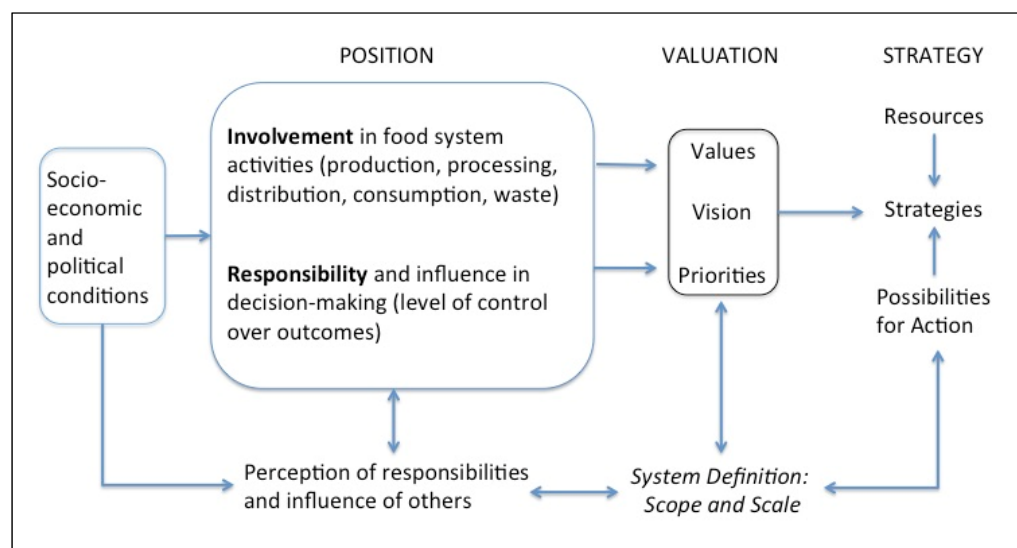 POSITION
VALUATION
STRATEGY
Socio-
economic
and
political
conditions
Involvement in food system
activities (production, processing,
distribution, consumption, waste)
Responsibility and influence in
decision-making (level of control
over outcomes)
Values
Vision
Priorities
Resources
Strategies
Possibilities
for Action
Perception of responsibilities
and influence of others
System Definition:
Scope and Scale